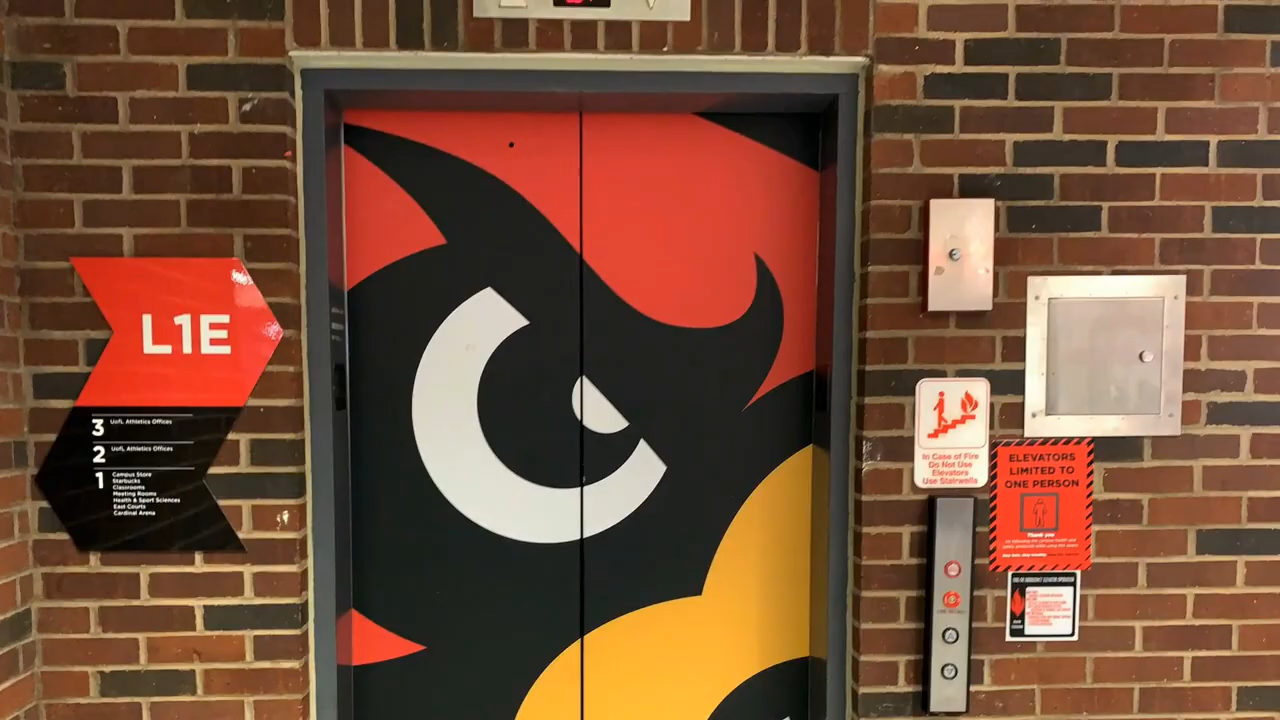 L1E
3 UofL Athletics Offices
2 UofL Athletics Offices
1 Campus Store
Starbucks
Classrooms
Meeting Rooms
Health & Sport Sciences
East Courts
Cardinal Arena
In Case of Fire
Do Not Use
Elevators
Use Stairwells
ELEVATORS
LIMITED TO
ONE PERSON
Thank you